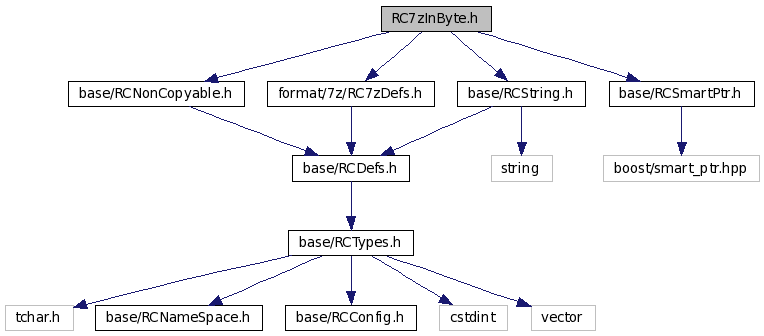 RC7zInByte.h
base/RCNonCopyable.h
format/7z/RC7zDefs.h
base/RCString.h
base/RCSmartPtr.h
base/RCDefs.h
string
boost/smart_ptr.hpp
base/RCTypes.h
tchar.h
base/RCNameSpace.h
base/RCConfig.h
cstdint
vector